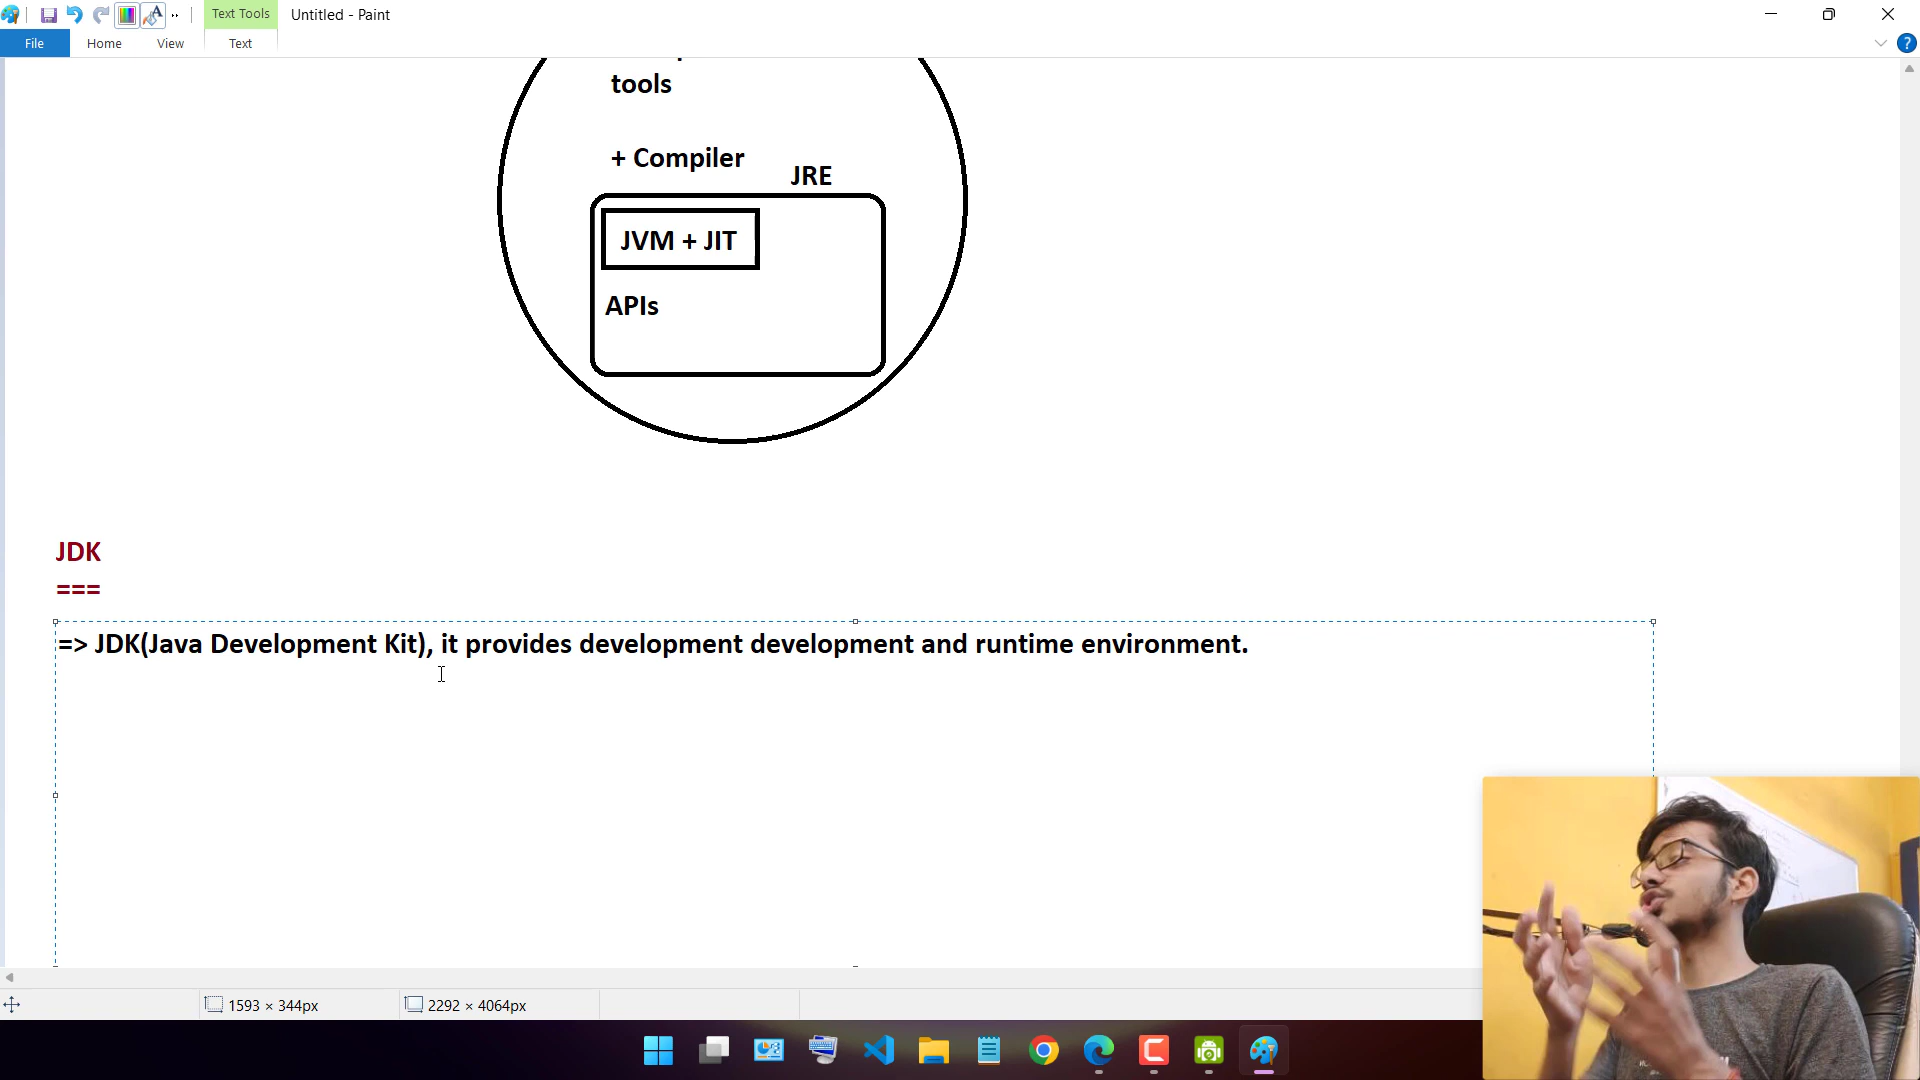 Text Tools
Untitled - Paint
File
Home
View
Text
tools
+ Compiler
JRE
JVM + JIT
APIs
JDK
===
=> JDK(Java Development Kit), it provides development development and runtime environment.
1593 × 344px
2292 × 4064px